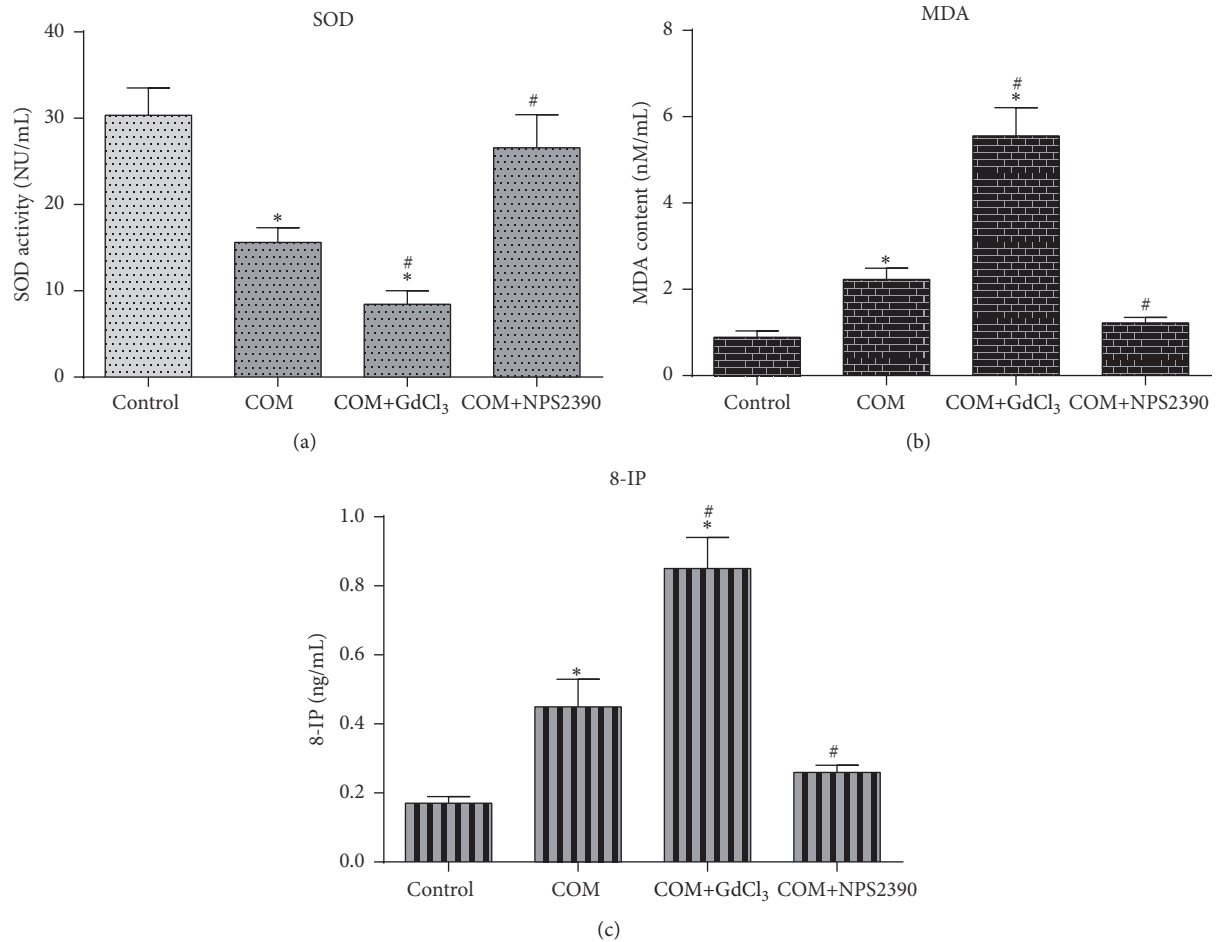 SOD
SOD activity (NU/mL)
40
30
20
10
0
*
#
*
#
Control
COM
COM+GdCl₃
COM+NPS2390
(a)
MDA
MDA content (nM/mL)
8
6
4
2
0
*
#
*
#
Control
COM
COM+GdCl₃
COM+NPS2390
(b)
8-IP
8-IP (ng/mL)
1.0
0.8
0.6
0.4
0.2
0.0
*
#
*
#
Control
COM
COM+GdCl₃
COM+NPS2390
(c)